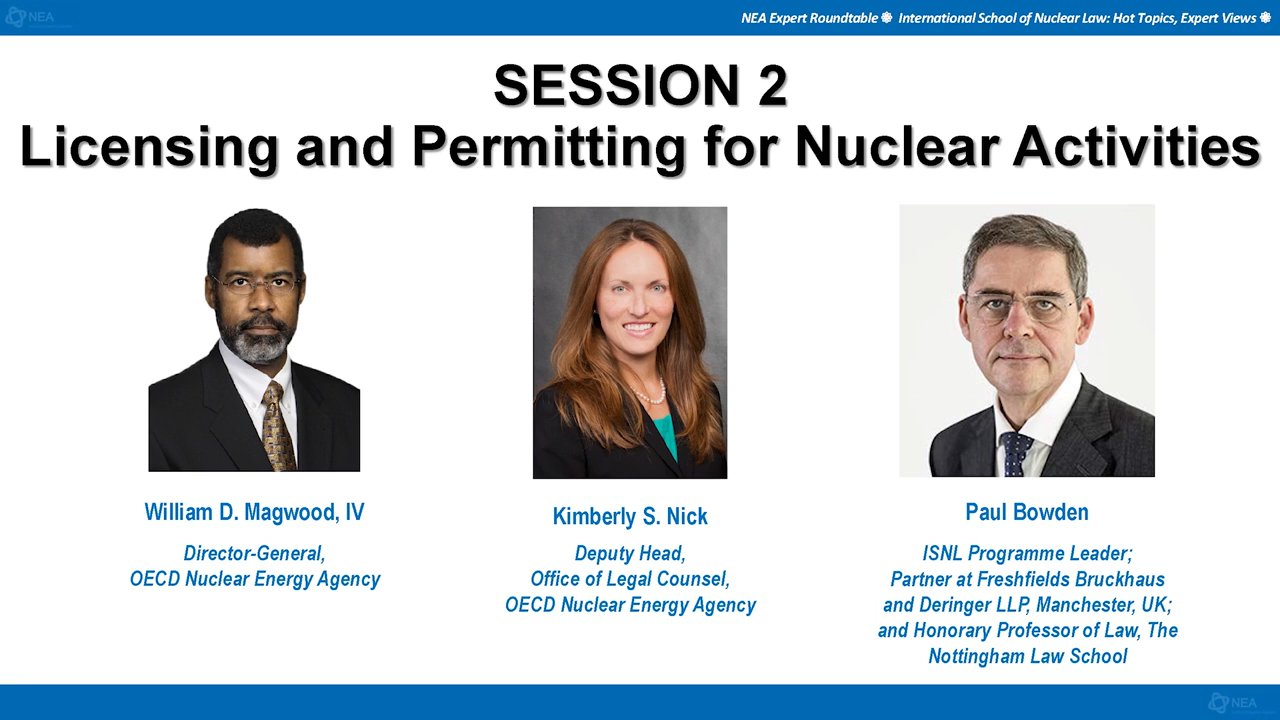 NEA
NEA Expert Roundtable ❁ International School of Nuclear Law: Hot Topics, Expert Views ❁
SESSION 2
Licensing and Permitting for Nuclear Activities
William D. Magwood, IV
Director-General,
OECD Nuclear Energy Agency
Kimberly S. Nick
Deputy Head,
Office of Legal Counsel,
OECD Nuclear Energy Agency
Paul Bowden
ISNL Programme Leader;
Partner at Freshfields Bruckhaus
and Deringer LLP, Manchester, UK;
and Honorary Professor of Law, The
Nottingham Law School
NEA